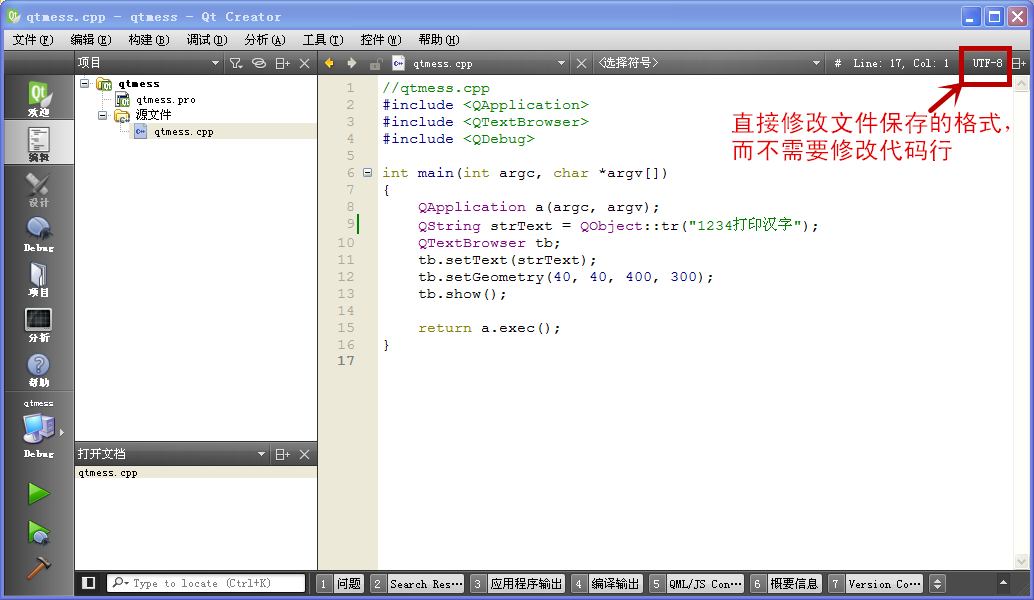 qtmess.cpp - qtmess - Qt Creator
文件(F) 编辑(E) 构建(B) 调试(D) 分析(A) 工具(T) 控件(W) 帮助(H)
项目
qtmess.cpp <选择符号> # Line: 17, Col: 1 UTF-8
直接修改文件保存的格式，
而不需要修改代码行
欢迎
编辑
设计
Debug
项目
分析
帮助
qtmess
Debug
qtmess
qtmess.pro
源文件
qtmess.cpp
打开文档
qtmess.cpp
1 //qtmess.cpp
2 #include <QApplication>
3 #include <QTextBrowser>
4 #include <QDebug>
5
6 int main(int argc, char *argv[])
7 {
8 QApplication a(argc, argv);
9 QString strText = QObject::tr("1234打印汉字");
10 QTextBrowser tb;
11 tb.setText(strText);
12 tb.setGeometry(40, 40, 400, 300);
13 tb.show();
14
15 return a.exec();
16 }
17
Type to locate (Ctrl+K) 1 问题 2 Search Res··· 3 应用程序输出 4 编译输出 5 QML/JS Con··· 6 概要信息 7 Version Co···